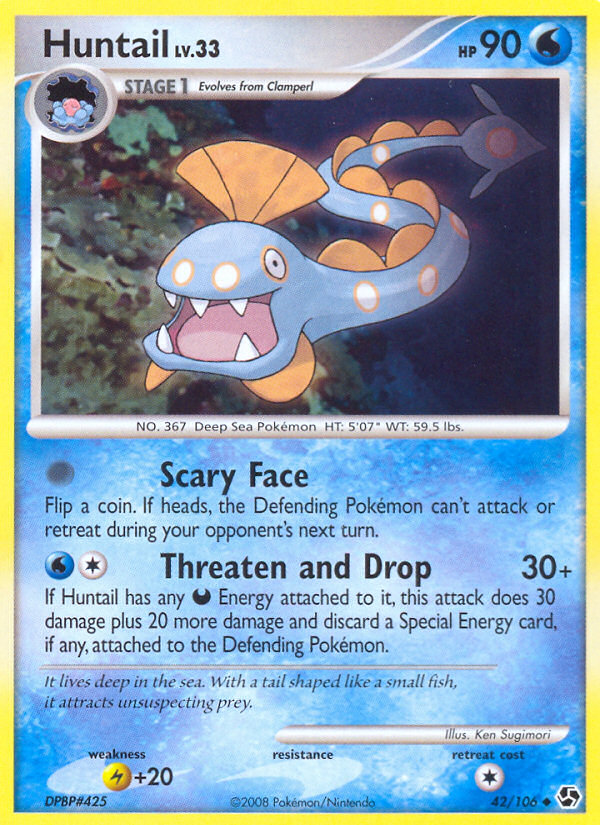 Huntail LV.33
HP 90
STAGE 1 Evolves from Clamperl
NO. 367 Deep Sea Pokémon HT: 5'07" WT: 59.5 lbs.
Scary Face
Flip a coin. If heads, the Defending Pokémon can't attack or
retreat during your opponent's next turn.
Threaten and Drop 30+
If Huntail has any Energy attached to it, this attack does 30
damage plus 20 more damage and discard a Special Energy card,
if any, attached to the Defending Pokémon.
It lives deep in the sea. With a tail shaped like a small fish,
it attracts unsuspecting prey.
Illus. Ken Sugimori
weakness resistance retreat cost
+20
DPBP#425 ©2008 Pokémon/Nintendo 42/106